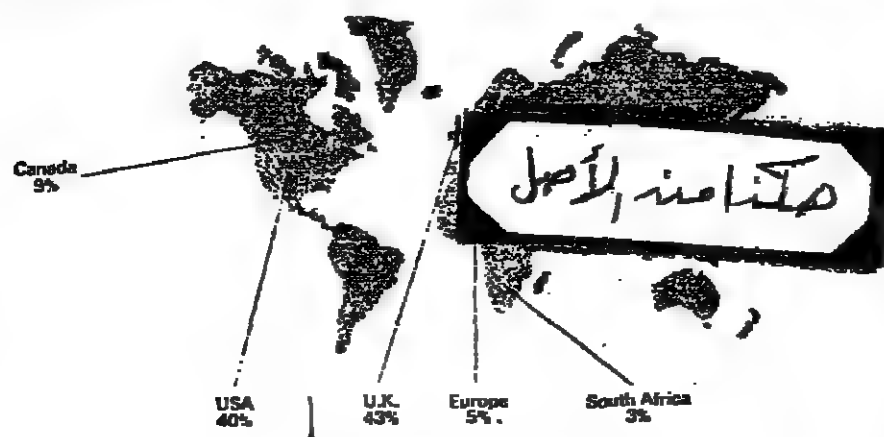 هكذا من الأصل
Canada
9%
USA
40%
U.K.
43%
Europe
5%
South Africa
3%